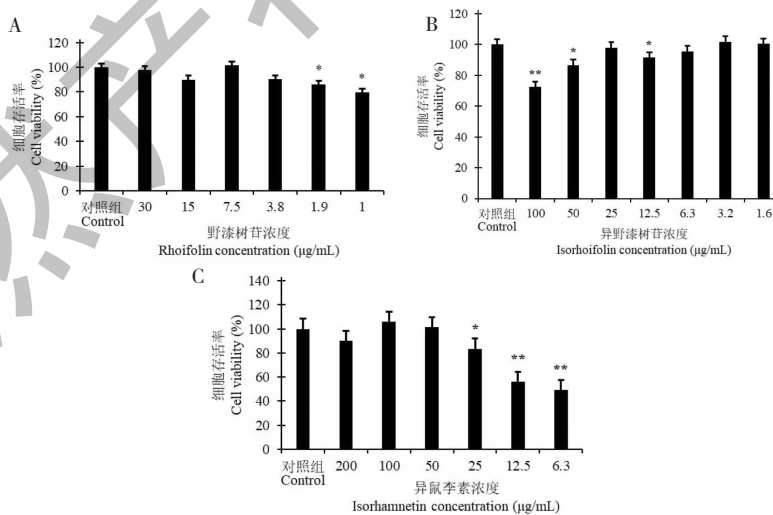 A
120
100
80
60
40
20
0
细胞存活率
Cell viability (%)
*
*
对照组
Control
30
15
7.5
3.8
1.9
1
野漆树苷浓度
Rhoifolin concentration (μg/mL)
B
120
100
80
60
40
20
0
细胞存活率
Cell viability (%)
**
*
*
对照组
Control
100
50
25
12.5
6.3
3.2
1.6
异野漆树苷浓度
Isorhoifolin concentration (μg/mL)
C
140
120
100
80
60
40
20
0
细胞存活率
Cell viability (%)
*
**
**
对照组
Control
200
100
50
25
12.5
6.3
异鼠李素浓度
Isorhamnetin concentration (μg/mL)